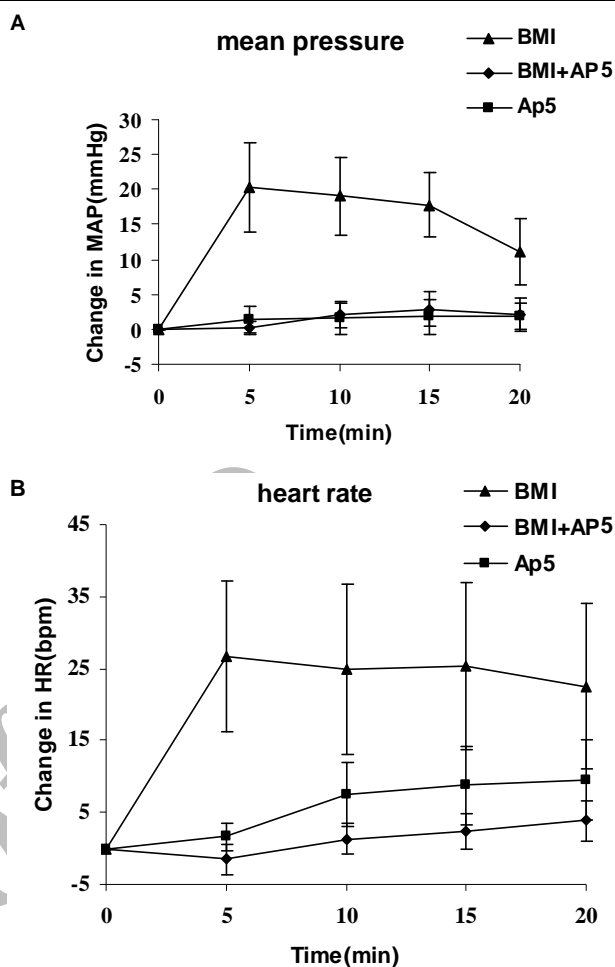 A
mean pressure
BMI
BMI+AP5
Ap5
Change in MAP(mmHg)
30
25
20
15
10
5
0
-5
0 5 10 15 20
Time(min)
B
heart rate
BMI
BMI+AP5
Ap5
Change in HR(bpm)
45
35
25
15
5
-5
0 5 10 15 20
Time(min)